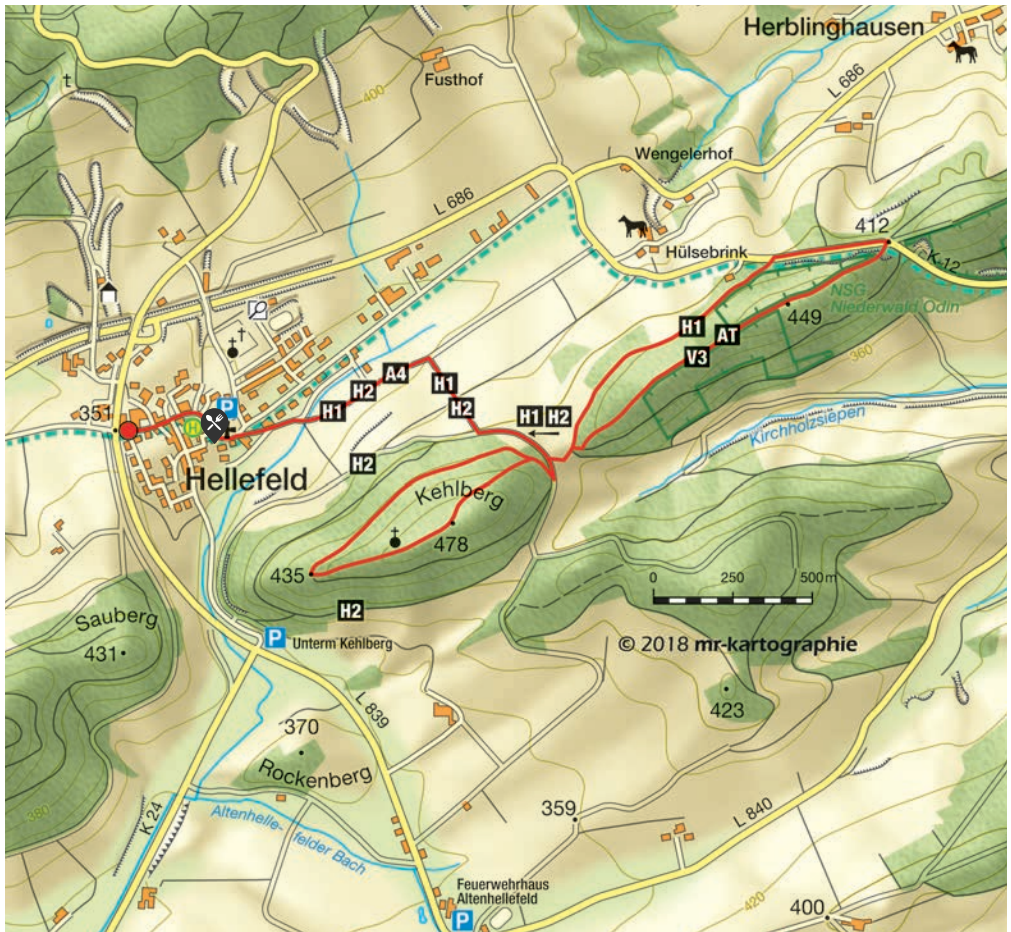 Herblinghausen
t
Fusthof
400
L 686
Wengelerhof
L 686
412
Hülsebrink
K 12
NSG
Niederwald Odin
449
H1
AT
V3
360
A4
H1
H2
H2
H1
H1 H2
351
P
H
Hellefeld
H2
Kirchholzsiepen
Kehlberg
478
435
0 250 500 m
H2
Sauberg
431
P Unterm Kehlberg
© 2018 mr-kartographie
423
L 839
370
Rockenberg
380
K 24
Altenhelle-
felder Bach
359
L 840
Feuerwehrhaus
Altenhellefeld
P
420
400